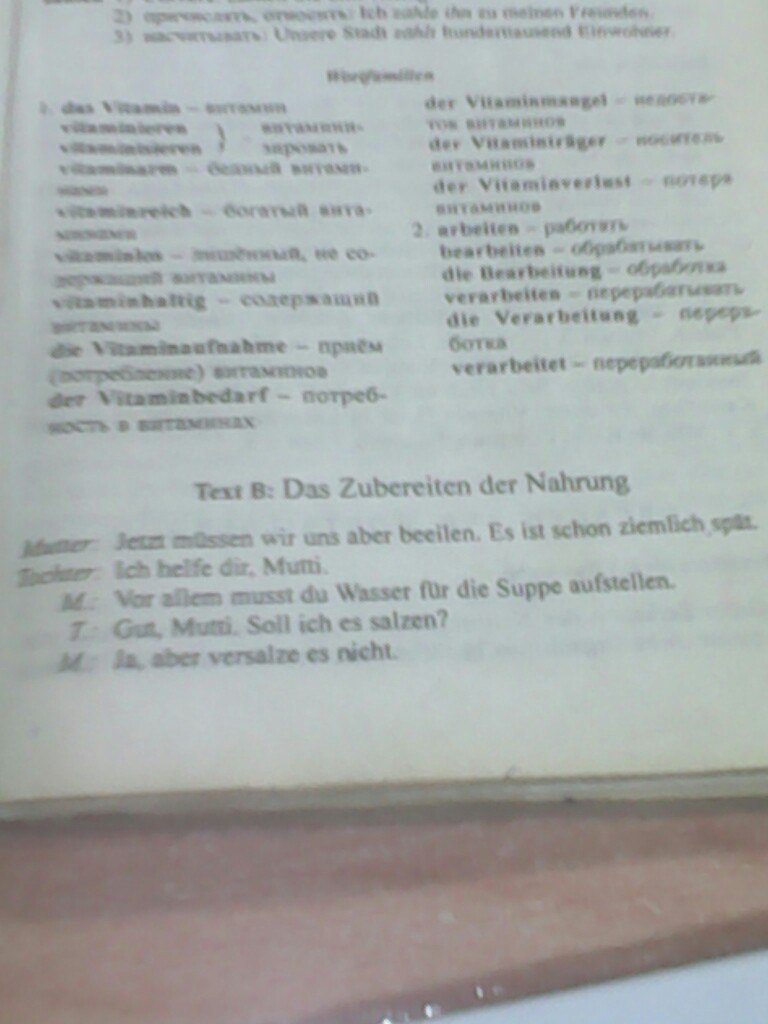 2) причислять, относить: Ich zähle ihn zu meinen Freunden.
3) насчитывать: Unsere Stadt zählt hunderttausend Einwohner.
Wortfamilien
1. das Vitamin – витамин
vitaminieren } – витамини-
vitaminisieren } зировать
vitaminarm – бедный витами-
нами
vitaminreich – богатый вита-
минами
vitaminlos – лишённый, не со-
держащий витамины
vitaminhaltig – содержащий
витамины
die Vitaminaufnahme – приём
(потребление) витаминов
der Vitaminbedarf – потреб-
ность в витаминах
der Vitaminmangel – недоста-
ток витаминов
der Vitaminträger – носитель
витаминов
der Vitaminverlust – потеря
витаминов
2. arbeiten – работать
bearbeiten – обрабатывать
die Bearbeitung – обработка
verarbeiten – перерабатывать
die Verarbeitung – перера-
ботка
verarbeitet – переработанный
Text B: Das Zubereiten der Nahrung
Mutter: Jetzt müssen wir uns aber beeilen. Es ist schon ziemlich spät.
Tochter: Ich helfe dir, Mutti.
M.: Vor allem musst du Wasser für die Suppe aufstellen.
T.: Gut, Mutti. Soll ich es salzen?
M.: Ja, aber versalze es nicht.